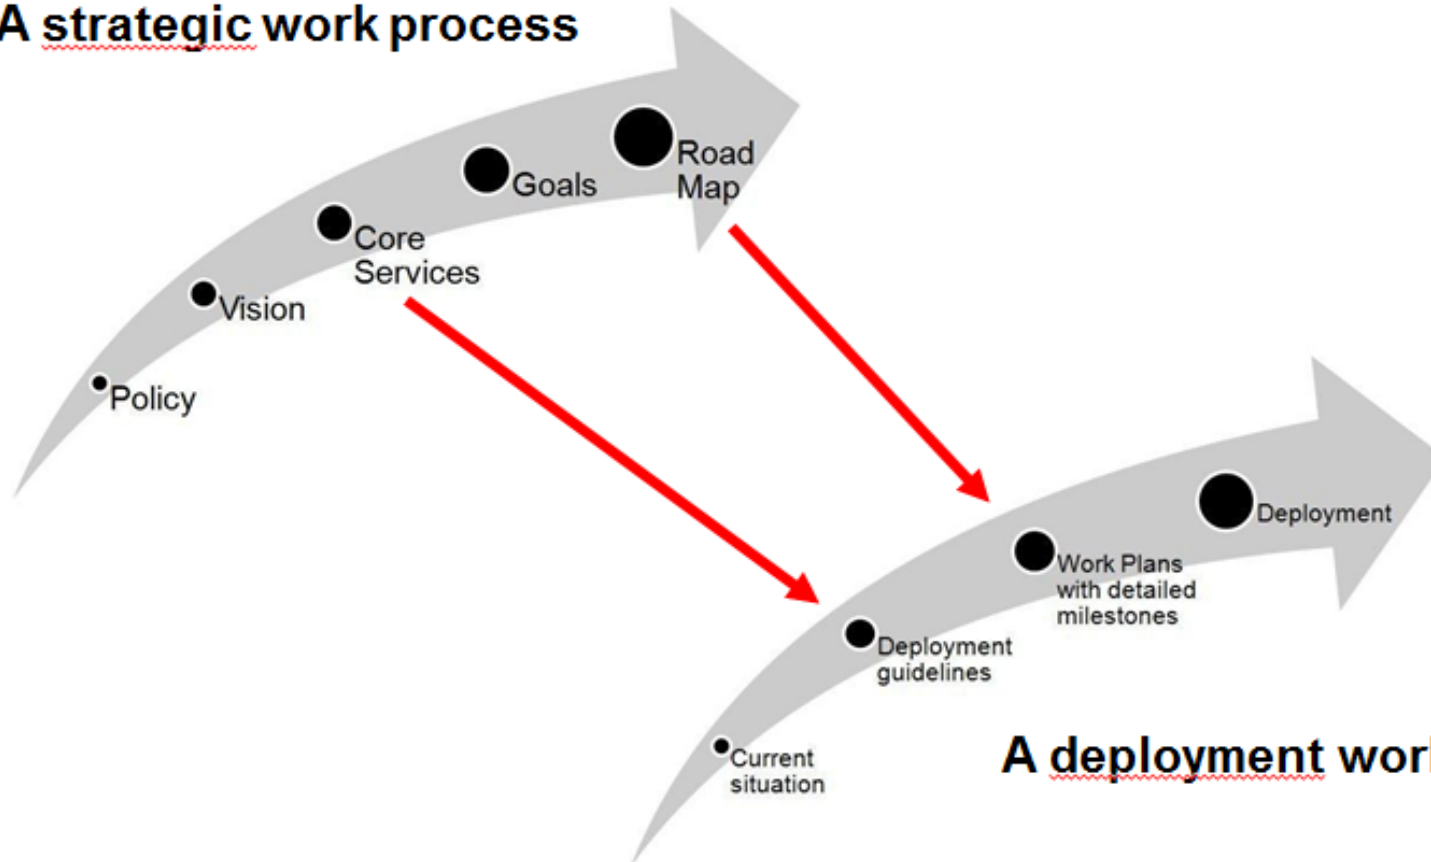 A strategic work process
Road
Map
Goals
Core
Services
Vision
Policy
Deployment
Work Plans
with detailed
milestones
Deployment
guidelines
Current
situation
A deployment